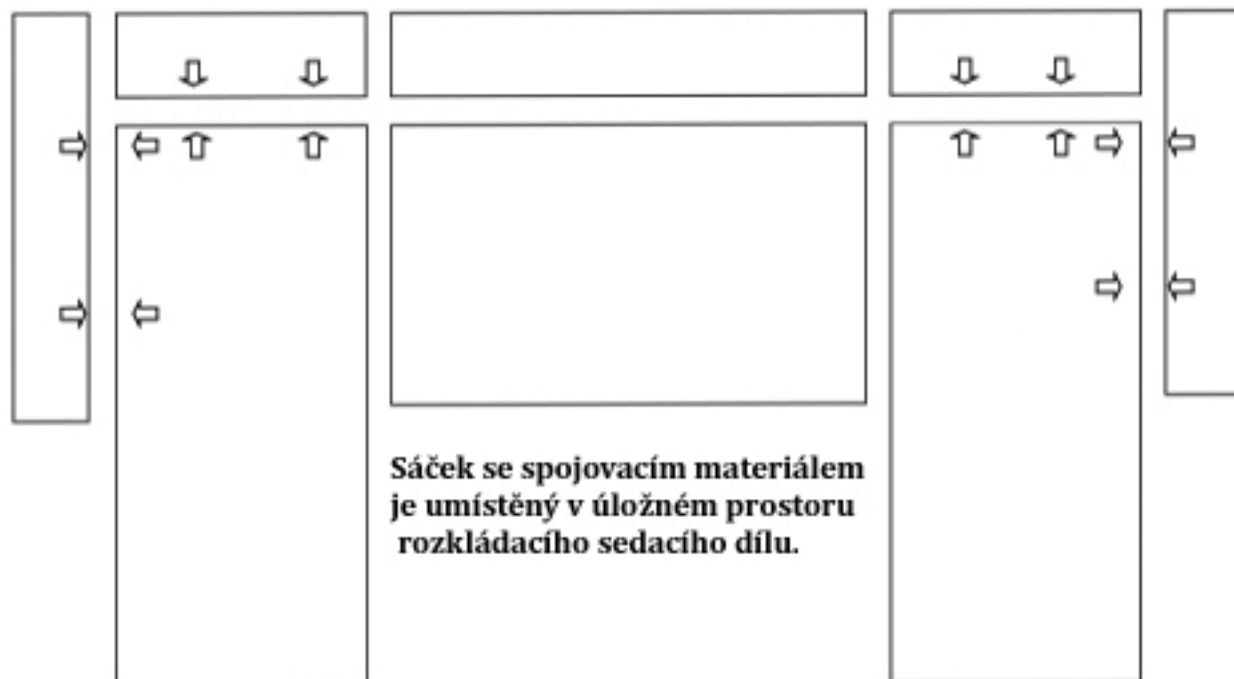 Sáček se spojovacím materiálem
je umístěný v úložném prostoru
rozkládacího sedacího dílu.